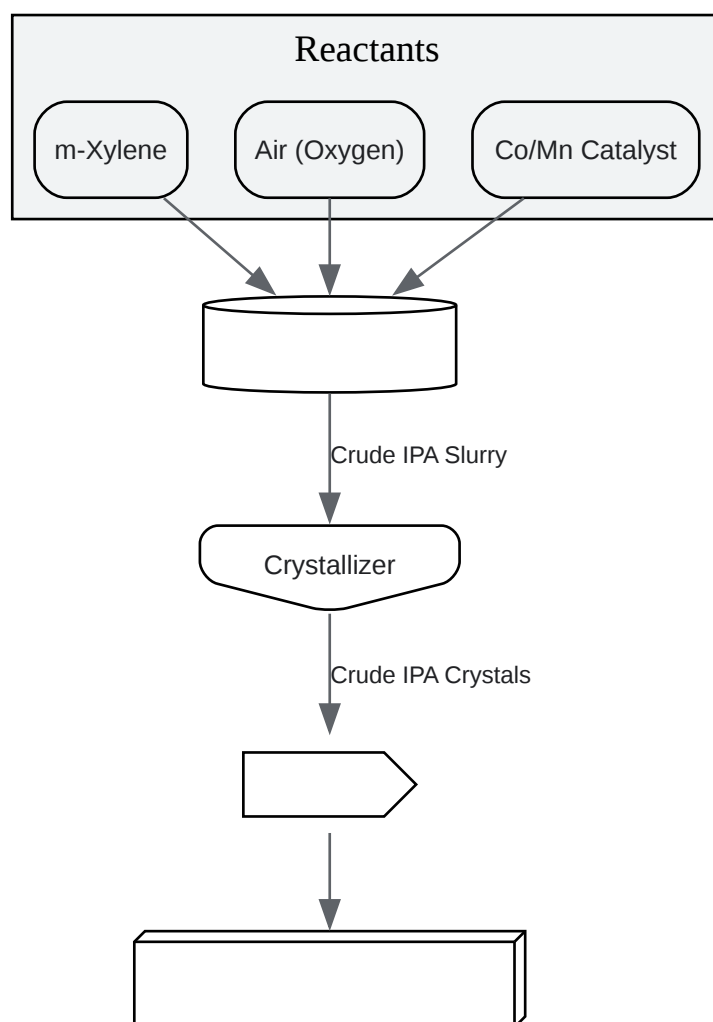 Reactants
m-Xylene
Air (Oxygen)
Co/Mn Catalyst
Crude IPA Slurry
Crystallizer
Crude IPA Crystals